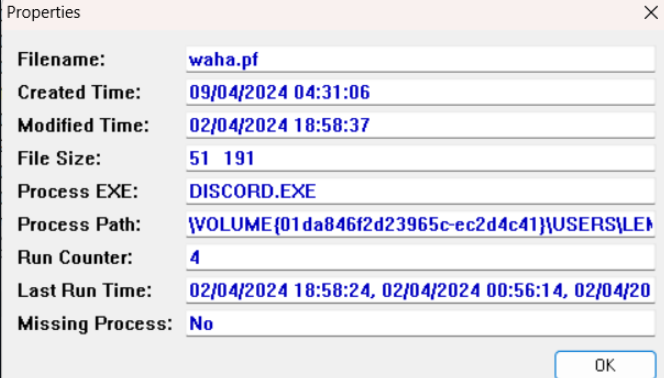 Properties
Filename: waha.pf
Created Time: 09/04/2024 04:31:06
Modified Time: 02/04/2024 18:58:37
File Size: 51 191
Process EXE: DISCORD.EXE
Process Path: \VOLUME{01da846f2d23965c-ec2d4c41}\USERS\LEM
Run Counter: 4
Last Run Time: 02/04/2024 18:58:24, 02/04/2024 00:56:14, 02/04/20
Missing Process: No
OK